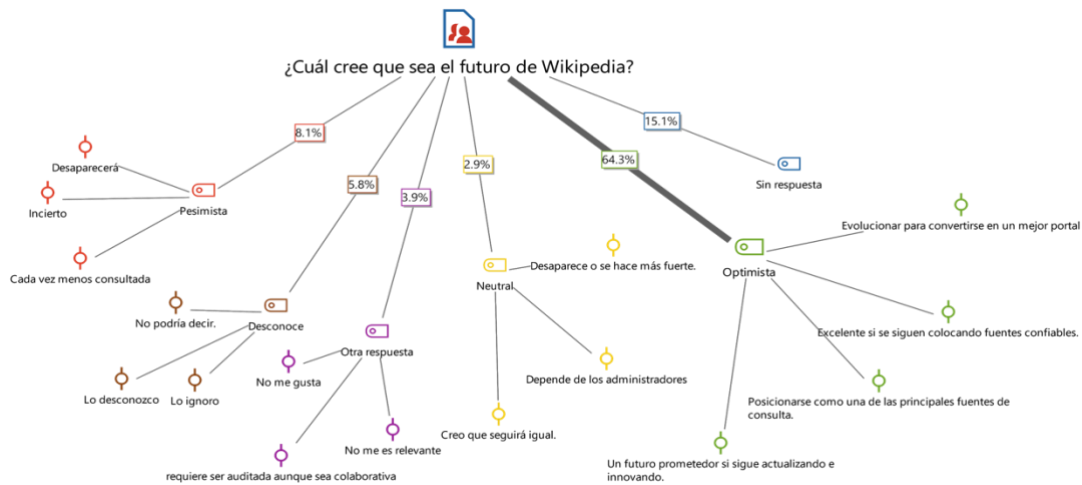 ¿Cuál cree que sea el futuro de Wikipedia?
8.1%
5.8%
3.9%
2.9%
64.3%
15.1%
Pesimista
Desaparecerá
Incierto
Cada vez menos consultada
Desconoce
No podría decir.
Lo desconozco
Lo ignoro
Otra respuesta
No me gusta
requiere ser auditada aunque sea colaborativa
No me es relevante
Neutral
Desaparece o se hace más fuerte.
Depende de los administradores
Creo que seguirá igual.
Optimista
Evolucionar para convertirse en un mejor portal
Excelente si se siguen colocando fuentes confiables.
Posicionarse como una de las principales fuentes de
consulta.
Un futuro prometedor si sigue actualizando e
innovando.
Sin respuesta